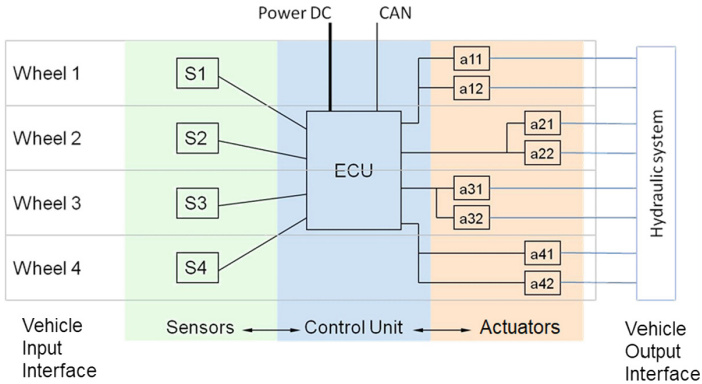 Power DC
CAN
Wheel 1
S1
a11
a12
Wheel 2
S2
a21
a22
ECU
Wheel 3
S3
a31
a32
Wheel 4
S4
a41
a42
Hydraulic system
Vehicle
Input
Interface
Sensors
Control Unit
Actuators
Vehicle
Output
Interface